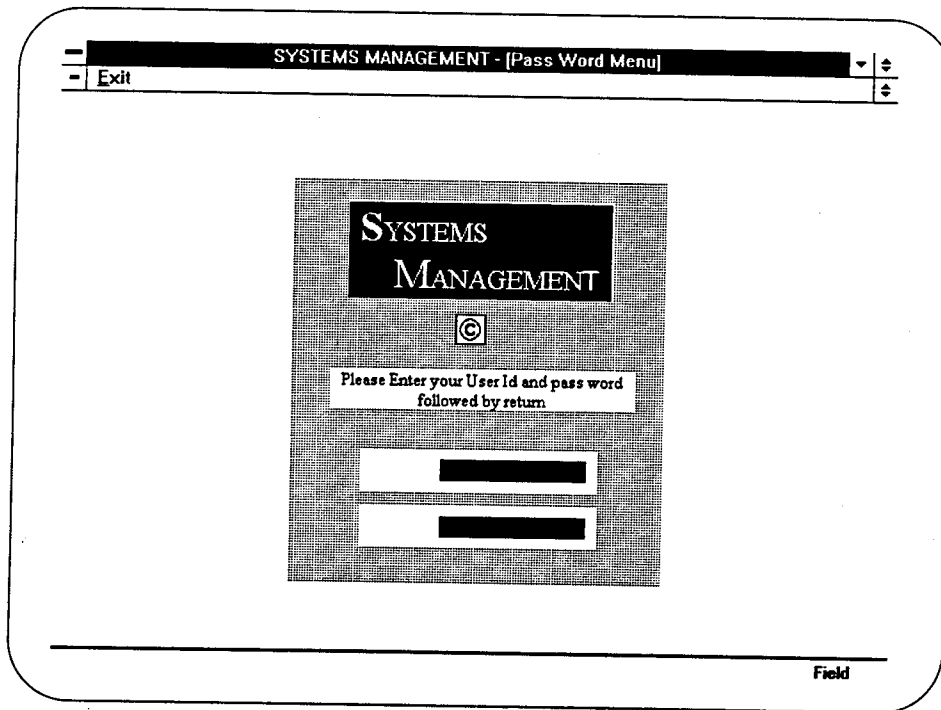 SYSTEMS MANAGEMENT - [Pass Word Menu]
Exit
SYSTEMS
MANAGEMENT
©
Please Enter your User Id and pass word
followed by return
Field